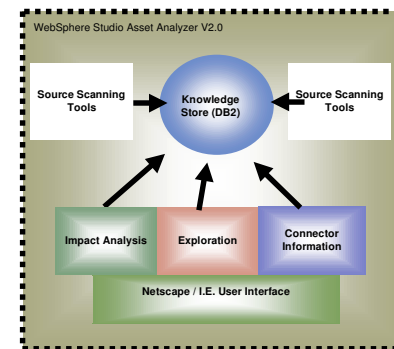 WebSphere Studio Asset Analyzer V2.0
Source Scanning
Tools
Knowledge
Store (DB2)
Source Scanning
Tools
Impact Analysis
Exploration
Connector
Information
Netscape / I.E. User Interface